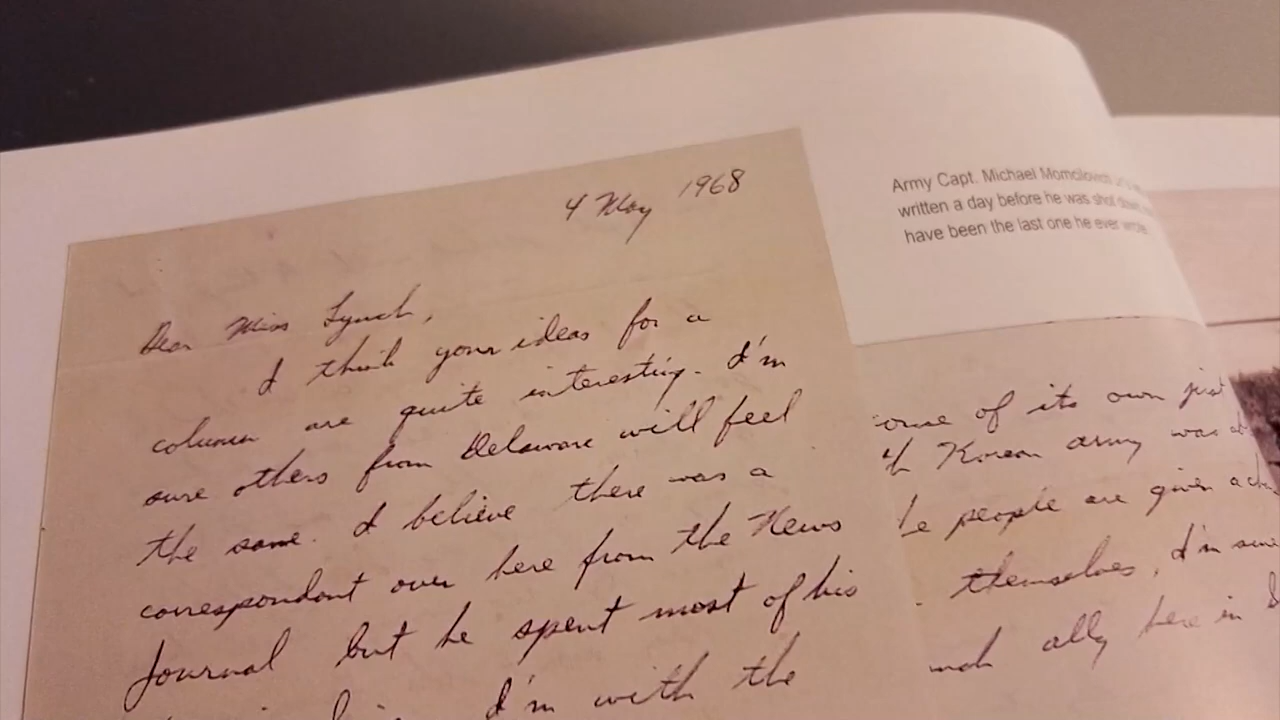 4 May 1968
Dear Miss Lynch,
I think your ideas for a
column are quite interesting. I'm
sure others from Delaware will feel
the same. I believe there was a
correspondant over here from the News
Journal but he spent most of his
I'm with the
Army Capt. Michael
written a day before he was shot down
have been the last one he ever wrote.
of its own
Korean army was
people are given a
themselves, I'm sure
ally here in